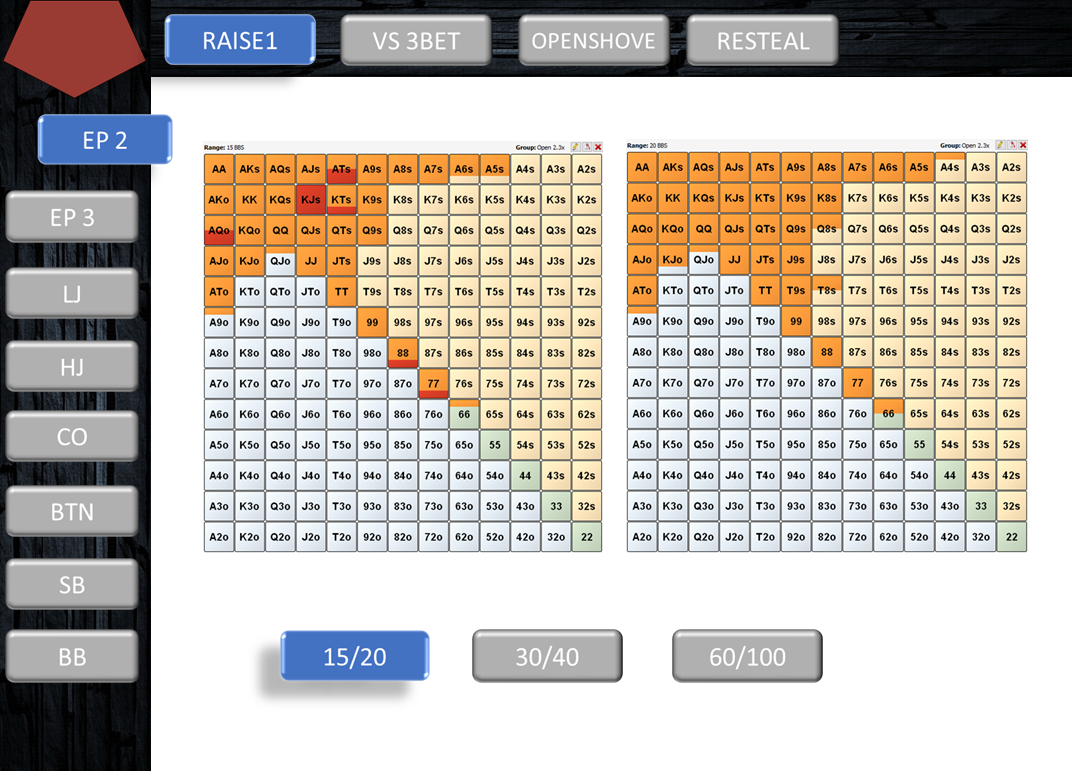 RAISE1 VS 3BET OPENSHOVE RESTEAL
EP 2
EP 3
LJ
HJ
CO
BTN
SB
BB
Range: 15 BBS Group: Open 2.3x
AA AKs AQs AJs ATs A9s A8s A7s A6s A5s A4s A3s A2s
AKo KK KQs KJs KTs K9s K8s K7s K6s K5s K4s K3s K2s
AQo KQo QQ QJs QTs Q9s Q8s Q7s Q6s Q5s Q4s Q3s Q2s
AJo KJo QJo JJ JTs J9s J8s J7s J6s J5s J4s J3s J2s
ATo KTo QTo JTo TT T9s T8s T7s T6s T5s T4s T3s T2s
A9o K9o Q9o J9o T9o 99 98s 97s 96s 95s 94s 93s 92s
A8o K8o Q8o J8o T8o 98o 88 87s 86s 85s 84s 83s 82s
A7o K7o Q7o J7o T7o 97o 87o 77 76s 75s 74s 73s 72s
A6o K6o Q6o J6o T6o 96o 86o 76o 66 65s 64s 63s 62s
A5o K5o Q5o J5o T5o 95o 85o 75o 65o 55 54s 53s 52s
A4o K4o Q4o J4o T4o 94o 84o 74o 64o 54o 44 43s 42s
A3o K3o Q3o J3o T3o 93o 83o 73o 63o 53o 43o 33 32s
A2o K2o Q2o J2o T2o 92o 82o 72o 62o 52o 42o 32o 22
Range: 20 BBS Group: Open 2.3x
AA AKs AQs AJs ATs A9s A8s A7s A6s A5s A4s A3s A2s
AKo KK KQs KJs KTs K9s K8s K7s K6s K5s K4s K3s K2s
AQo KQo QQ QJs QTs Q9s Q8s Q7s Q6s Q5s Q4s Q3s Q2s
AJo KJo QJo JJ JTs J9s J8s J7s J6s J5s J4s J3s J2s
ATo KTo QTo JTo TT T9s T8s T7s T6s T5s T4s T3s T2s
A9o K9o Q9o J9o T9o 99 98s 97s 96s 95s 94s 93s 92s
A8o K8o Q8o J8o T8o 98o 88 87s 86s 85s 84s 83s 82s
A7o K7o Q7o J7o T7o 97o 87o 77 76s 75s 74s 73s 72s
A6o K6o Q6o J6o T6o 96o 86o 76o 66 65s 64s 63s 62s
A5o K5o Q5o J5o T5o 95o 85o 75o 65o 55 54s 53s 52s
A4o K4o Q4o J4o T4o 94o 84o 74o 64o 54o 44 43s 42s
A3o K3o Q3o J3o T3o 93o 83o 73o 63o 53o 43o 33 32s
A2o K2o Q2o J2o T2o 92o 82o 72o 62o 52o 42o 32o 22
15/20 30/40 60/100